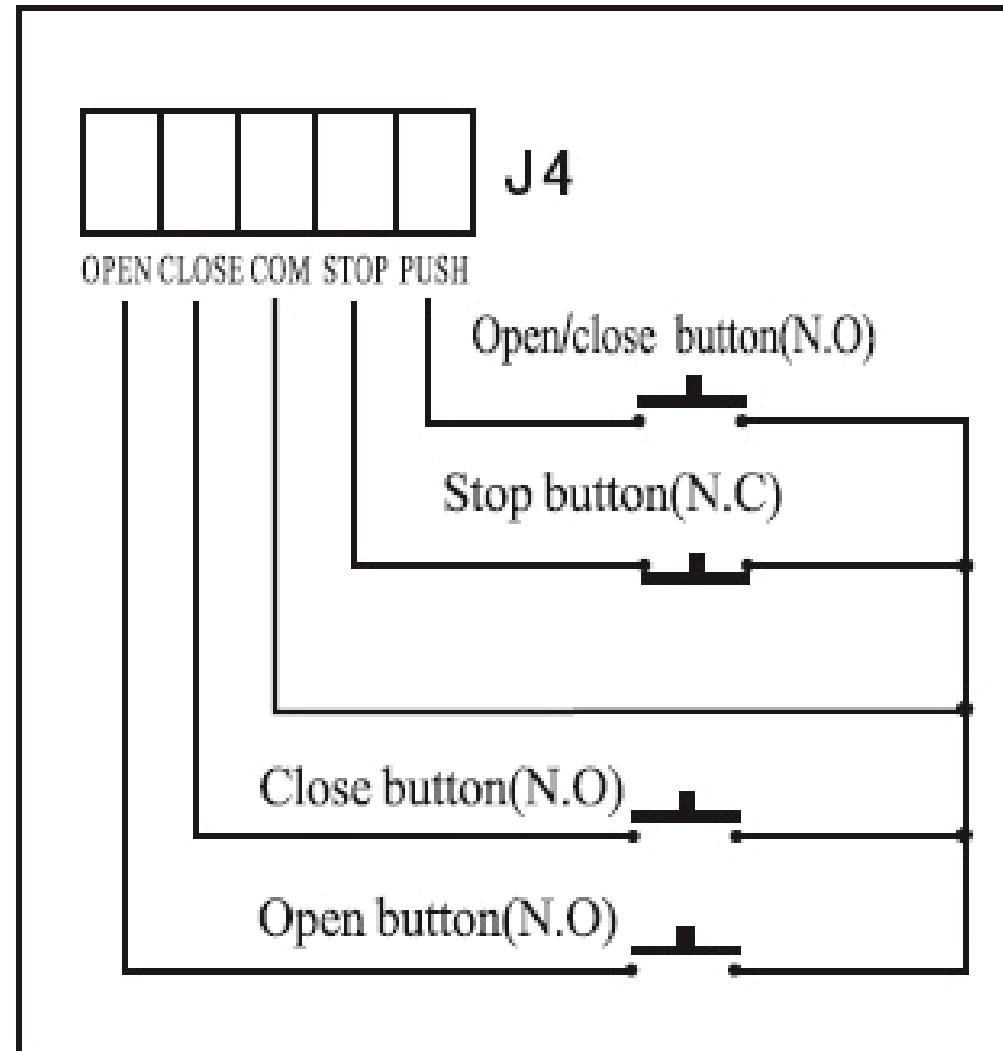 J4
OPEN CLOSE COM STOP PUSH
Open/close button(N.O)
Stop button(N.C)
Close button(N.O)
Open button(N.O)